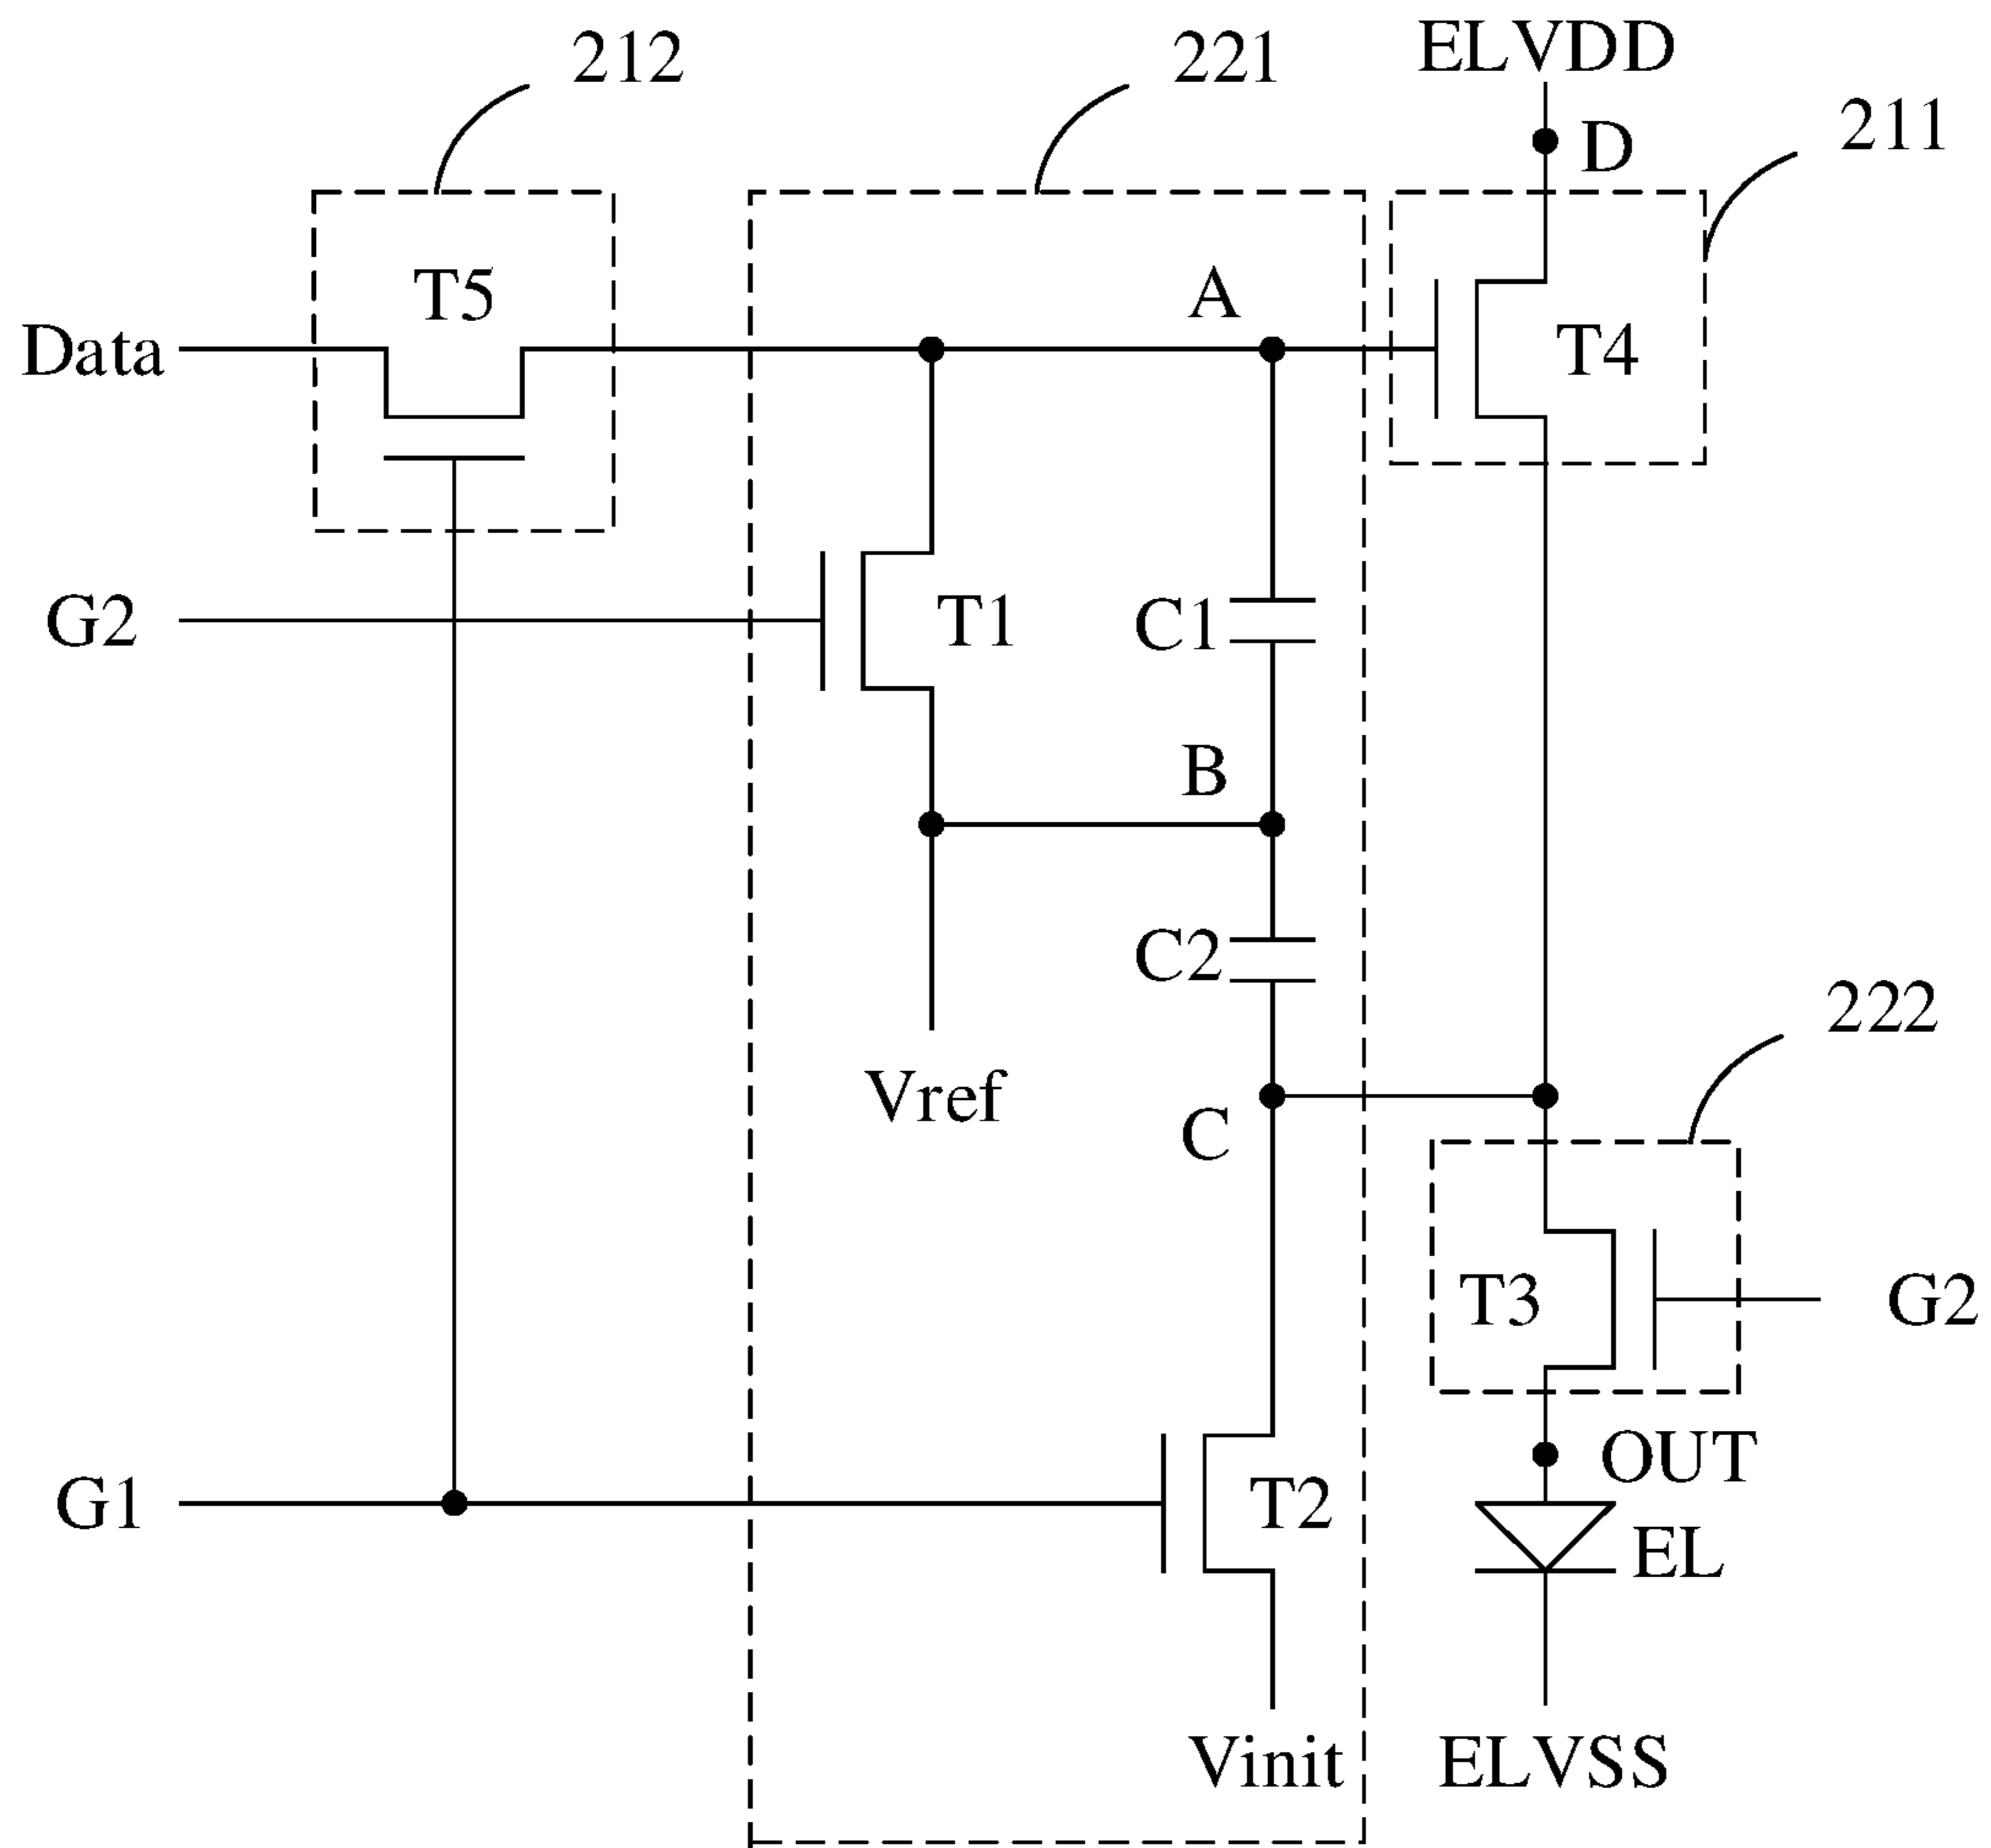 212
221
ELVDD
211
D
T5
A
Data
T4
G2
T1
C1
B
C2
222
Vref
C
T3
G2
OUT
G1
T2
EL
Vinit
ELVSS